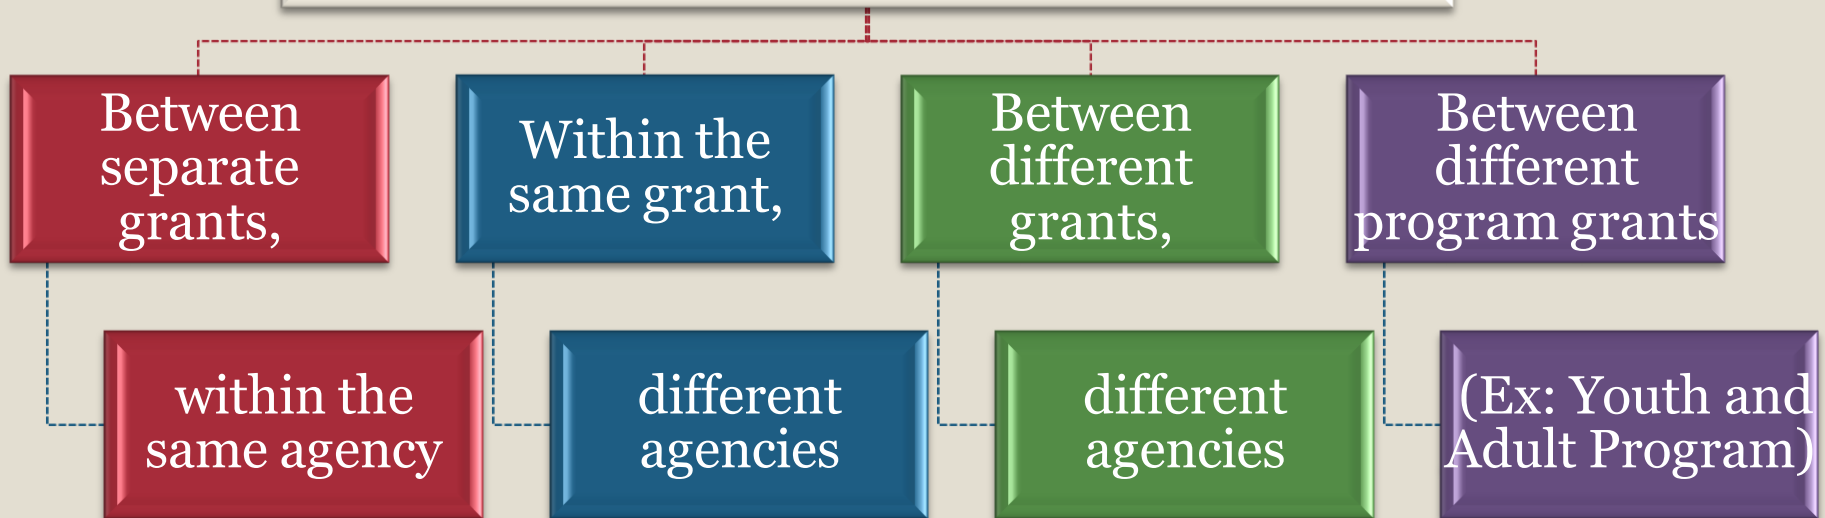 Between
separate
grants,
within the
same agency
Within the
same grant,
different
agencies
Between
different
grants,
different
agencies
Between
different
program grants
(Ex: Youth and
Adult Program)